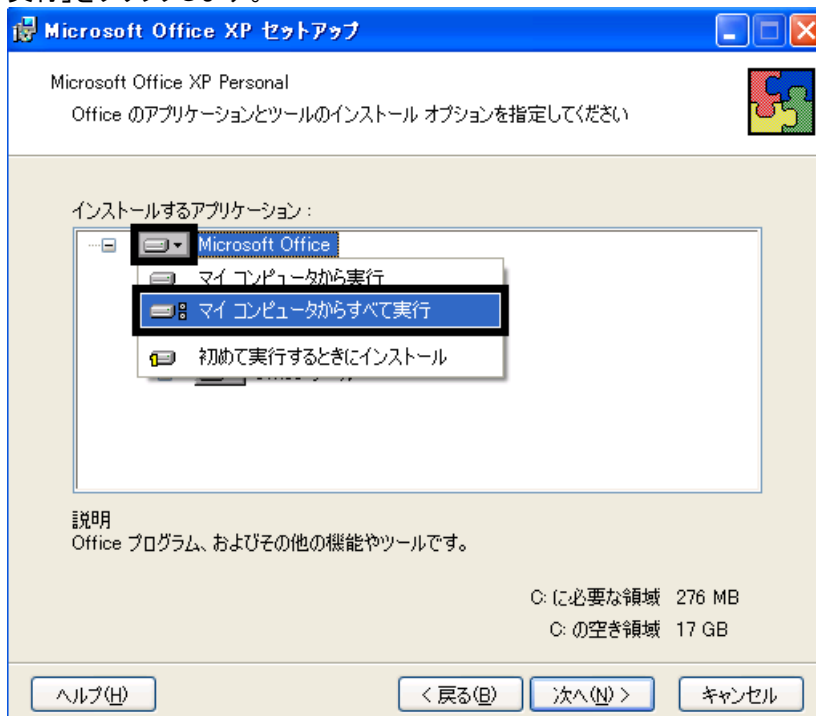 Microsoft Office XP セットアップ
Microsoft Office XP Personal
Office のアプリケーションとツールのインストール オプションを指定してください
インストールするアプリケーション :
Microsoft Office
マイ コンピュータから実行
マイ コンピュータからすべて実行
初めて実行するときにインストール
説明
Office プログラム、およびその他の機能やツールです。
C: に必要な領域 276 MB
C: の空き領域 17 GB
ヘルプ(H)
< 戻る(B)
次へ(N) >
キャンセル